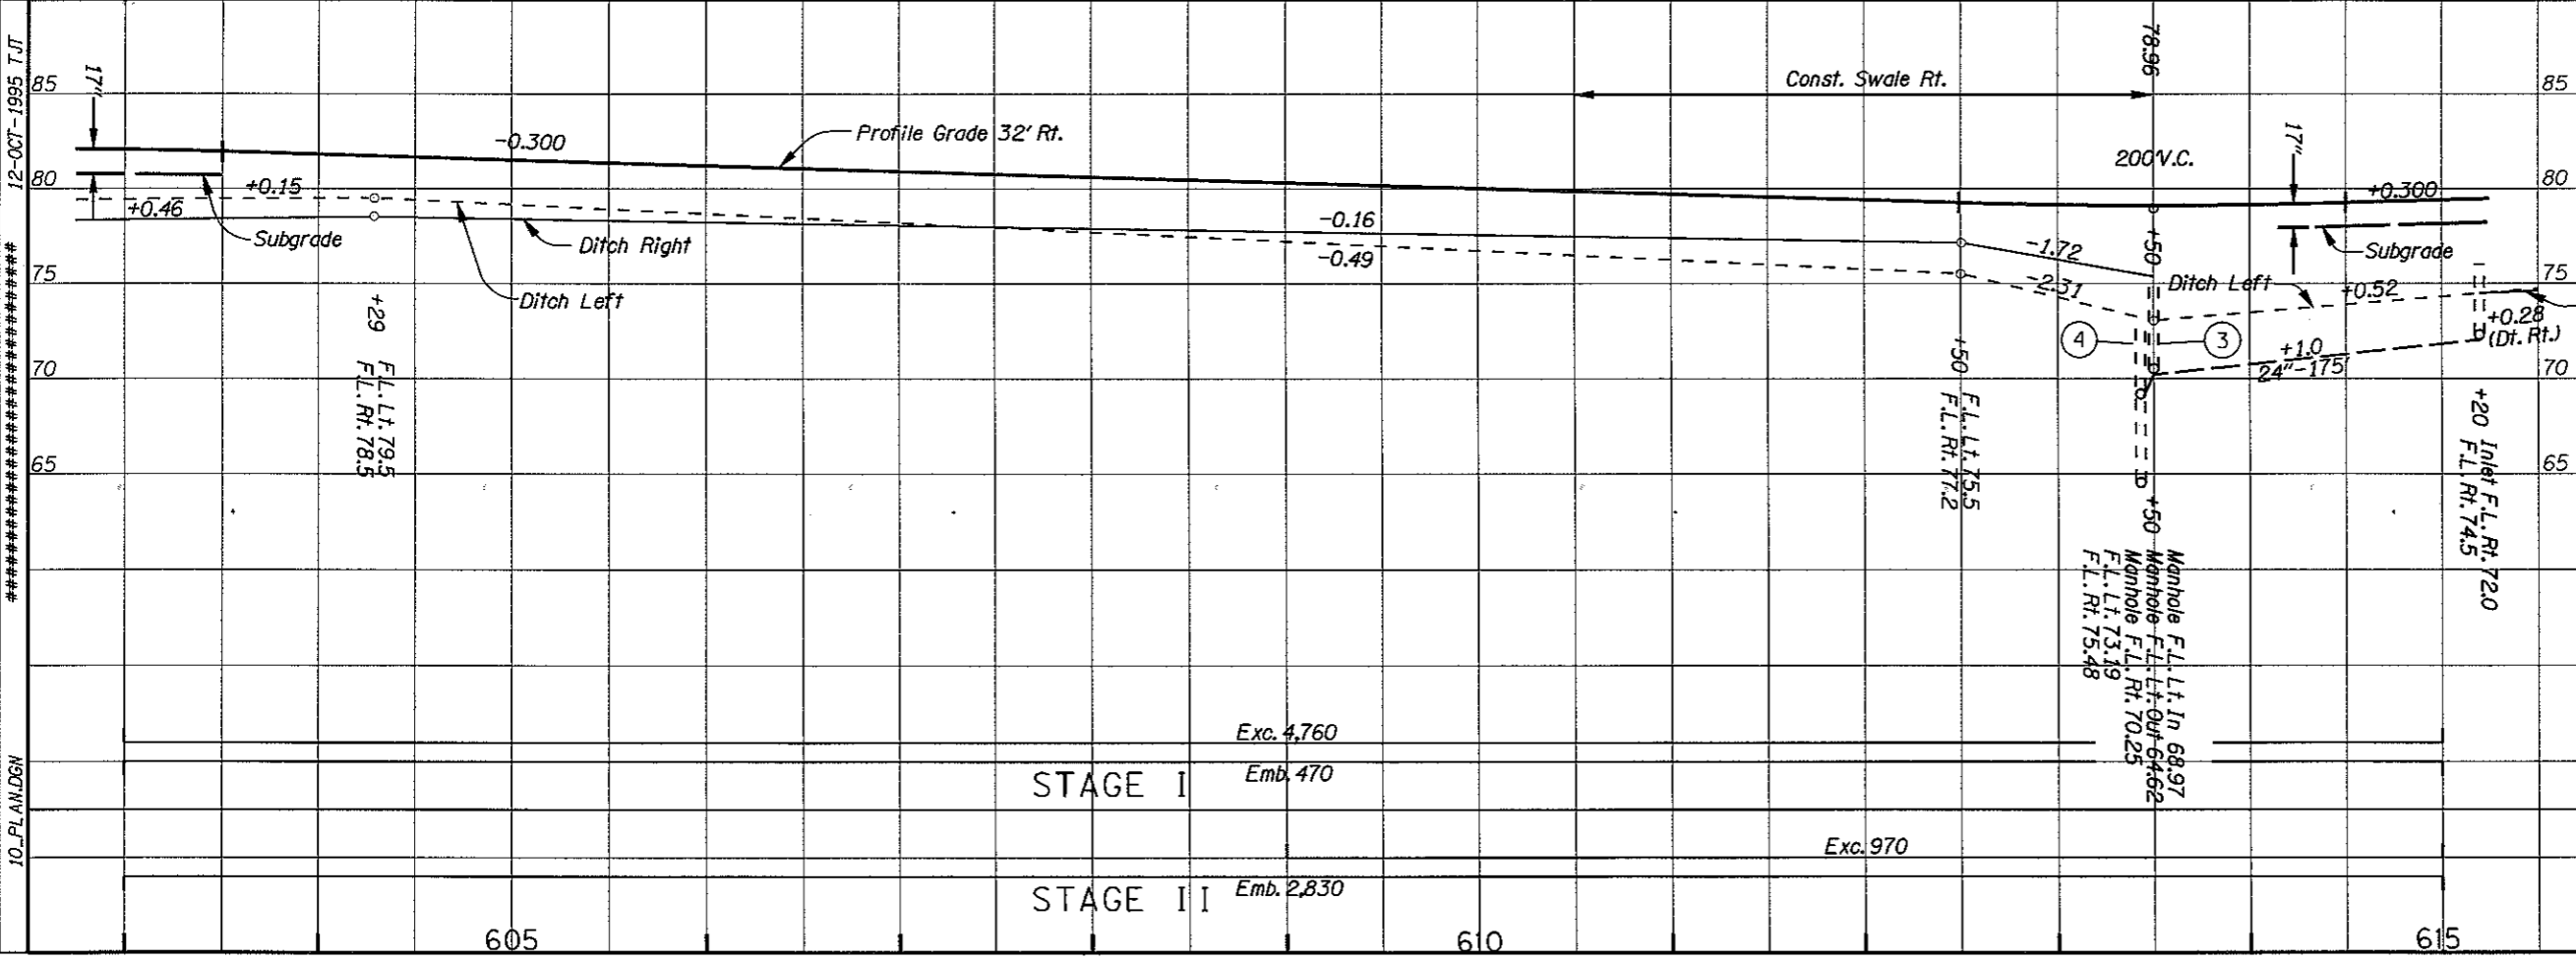 12-OCT-1995 TJT
##################################
10_PLAN.DGN
85
80
75
70
65
17"
-0.300
Profile Grade 32' Rt.
+0.15
+0.46
Subgrade
Ditch Right
Ditch Left
+29
F.L. Lt. 79.5
F.L. Rt. 78.5
-0.16
-0.49
Const. Swale Rt.
78.96
200' V.C.
17"
+0.300
Subgrade
-1.72
-2.31
+50
Ditch Left
+0.52
+0.28
(Dt. Rt.)
4
3
+1.0
24"-175'
+50
F.L. Lt. 75.5
F.L. Rt. 77.2
+50
Manhole F.L. Lt. In 68.97
Manhole F.L. Lt. Out 64.62
Manhole F.L. Rt. 70.25
F.L. Lt. 73.19
F.L. Rt. 75.48
+20 Inlet F.L. Rt. 72.0
F.L. Rt. 74.5
85
80
75
70
65
Exc. 4,760
STAGE I
Emb. 470
Exc. 970
STAGE II
Emb. 2,830
605
610
615